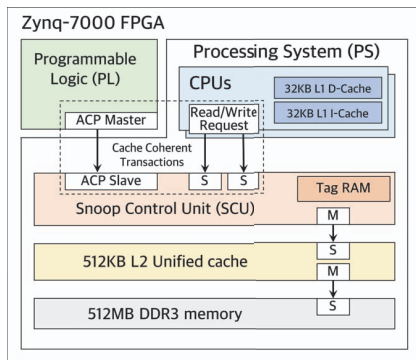 Zynq-7000 FPGA
Programmable
Logic (PL)
ACP Master
Processing System (PS)
CPUs
32KB L1 D-Cache
32KB L1 I-Cache
Read/Write
Request
Cache Coherent
Transactions
ACP Slave
S
S
Tag RAM
Snoop Control Unit (SCU)
M
S
512KB L2 Unified cache
M
S
512MB DDR3 memory